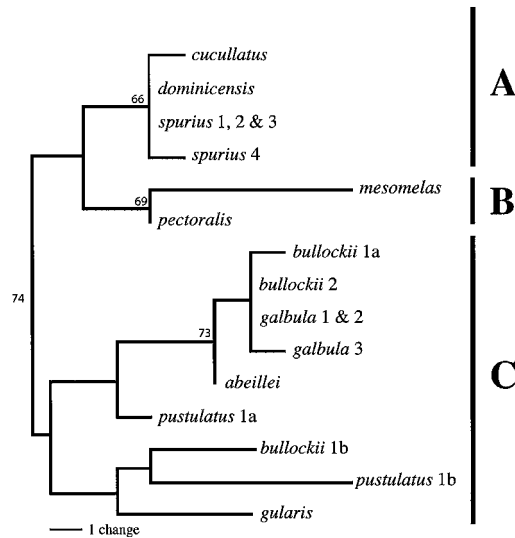 cucullatus
A
66
dominicensis
spurius 1, 2 & 3
spurius 4
mesomelas
69
B
pectoralis
bullockii 1a
74
bullockii 2
galbula 1 & 2
73
galbula 3
C
abeillei
pustulatus 1a
bullockii 1b
pustulatus 1b
gularis
1 change